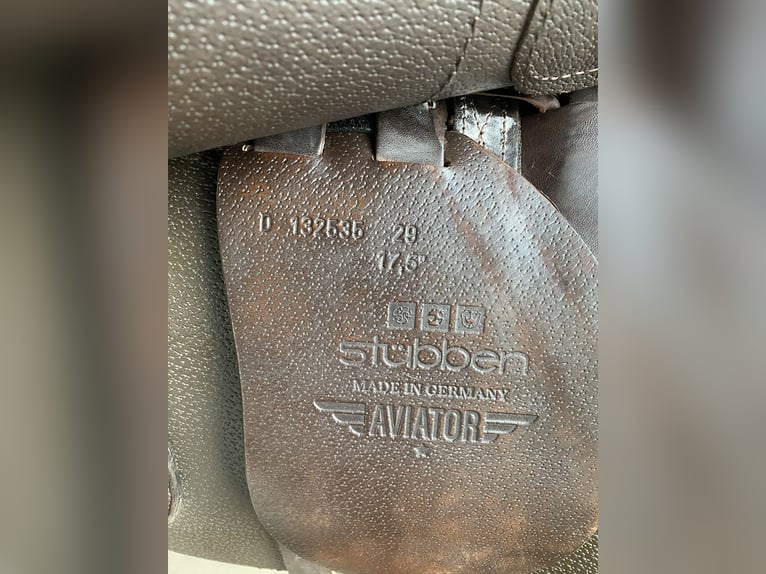 D 132535 29
17,5"
stübben
MADE IN GERMANY
AVIATOR